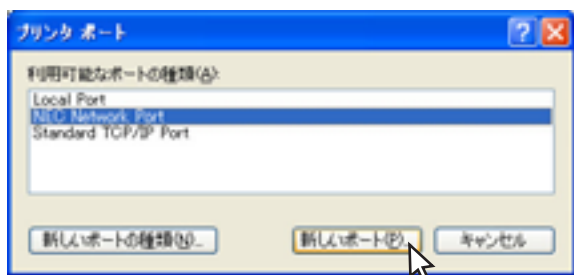 プリンタ ポート
利用可能なポートの種類(A):
Local Port
NEC Network Port
Standard TCP/IP Port
新しいポートの種類(N)...
新しいポート(P)...
キャンセル